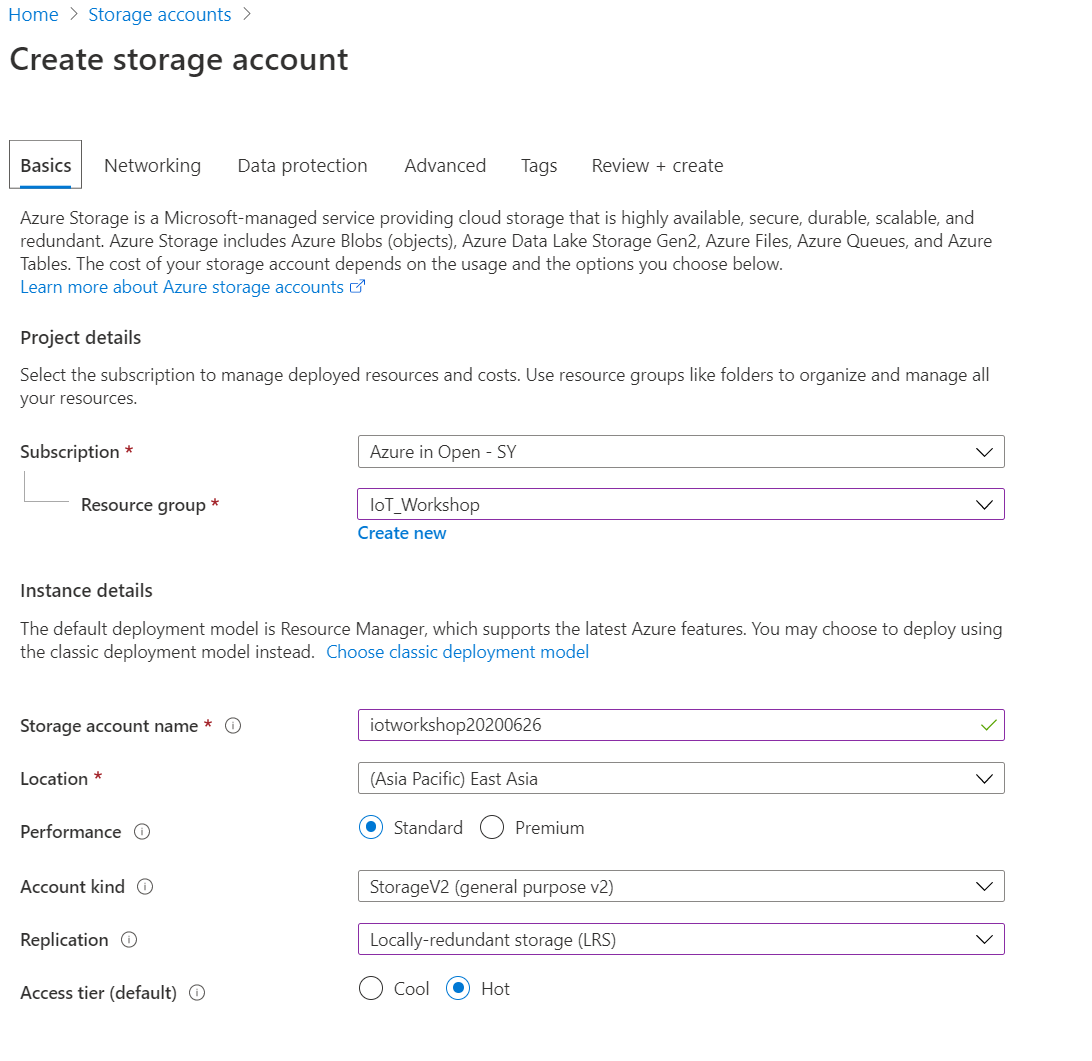 Home > Storage accounts >
Create storage account
Basics Networking Data protection Advanced Tags Review + create
Azure Storage is a Microsoft-managed service providing cloud storage that is highly available, secure, durable, scalable, and
redundant. Azure Storage includes Azure Blobs (objects), Azure Data Lake Storage Gen2, Azure Files, Azure Queues, and Azure
Tables. The cost of your storage account depends on the usage and the options you choose below.
Learn more about Azure storage accounts
Project details
Select the subscription to manage deployed resources and costs. Use resource groups like folders to organize and manage all
your resources.
Subscription * Azure in Open - SY
Resource group * IoT_Workshop
Create new
Instance details
The default deployment model is Resource Manager, which supports the latest Azure features. You may choose to deploy using
the classic deployment model instead. Choose classic deployment model
Storage account name * iotworkshop20200626
Location * (Asia Pacific) East Asia
Performance Standard Premium
Account kind StorageV2 (general purpose v2)
Replication Locally-redundant storage (LRS)
Access tier (default) Cool Hot